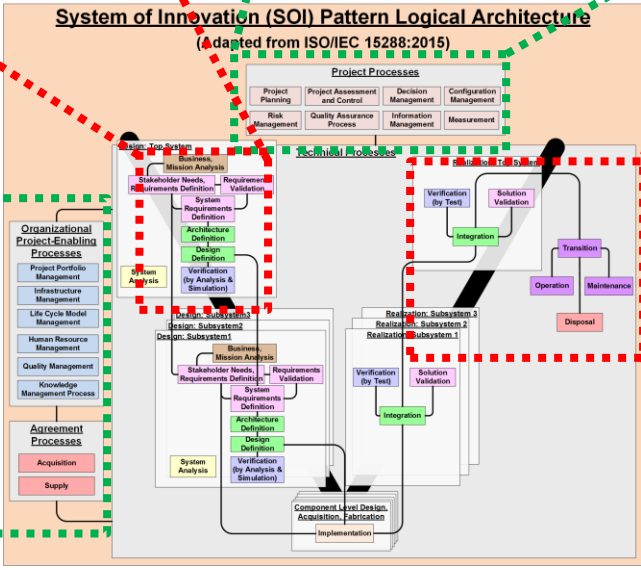 System of Innovation (SOI) Pattern Logical Architecture
(Adapted from ISO/IEC 15288:2015)
Project Processes
Project
Planning
Project Assessment
and Control
Decision
Management
Configuration
Management
Risk
Management
Quality Assurance
Process
Information
Management
Measurement
Technical Processes
Design: Top System
Business,
Mission Analysis
Stakeholder Needs,
Requirements Definition
Requirements
Validation
System
Requirements
Definition
Architecture
Definition
Design
Definition
System
Analysis
Verification
(by Analysis &
Simulation)
Realization: Top System
Verification
(by Test)
Solution
Validation
Integration
Transition
Operation
Maintenance
Disposal
Organizational
Project-Enabling
Processes
Project Portfolio
Management
Infrastructure
Management
Life Cycle Model
Management
Human Resource
Management
Quality Management
Knowledge
Management Process
Agreement
Processes
Acquisition
Supply
Design: Subsystem3
Design: Subsystem2
Design: Subsystem1
Business,
Mission Analysis
Stakeholder Needs,
Requirements Definition
Requirements
Validation
System
Requirements
Definition
Architecture
Definition
Design
Definition
System
Analysis
Verification
(by Analysis &
Simulation)
Realization: Subsystem 3
Realization: Subsystem 2
Realization: Subsystem 1
Verification
(by Test)
Solution
Validation
Integration
Component Level Design,
Acquisition, Fabrication
Implementation